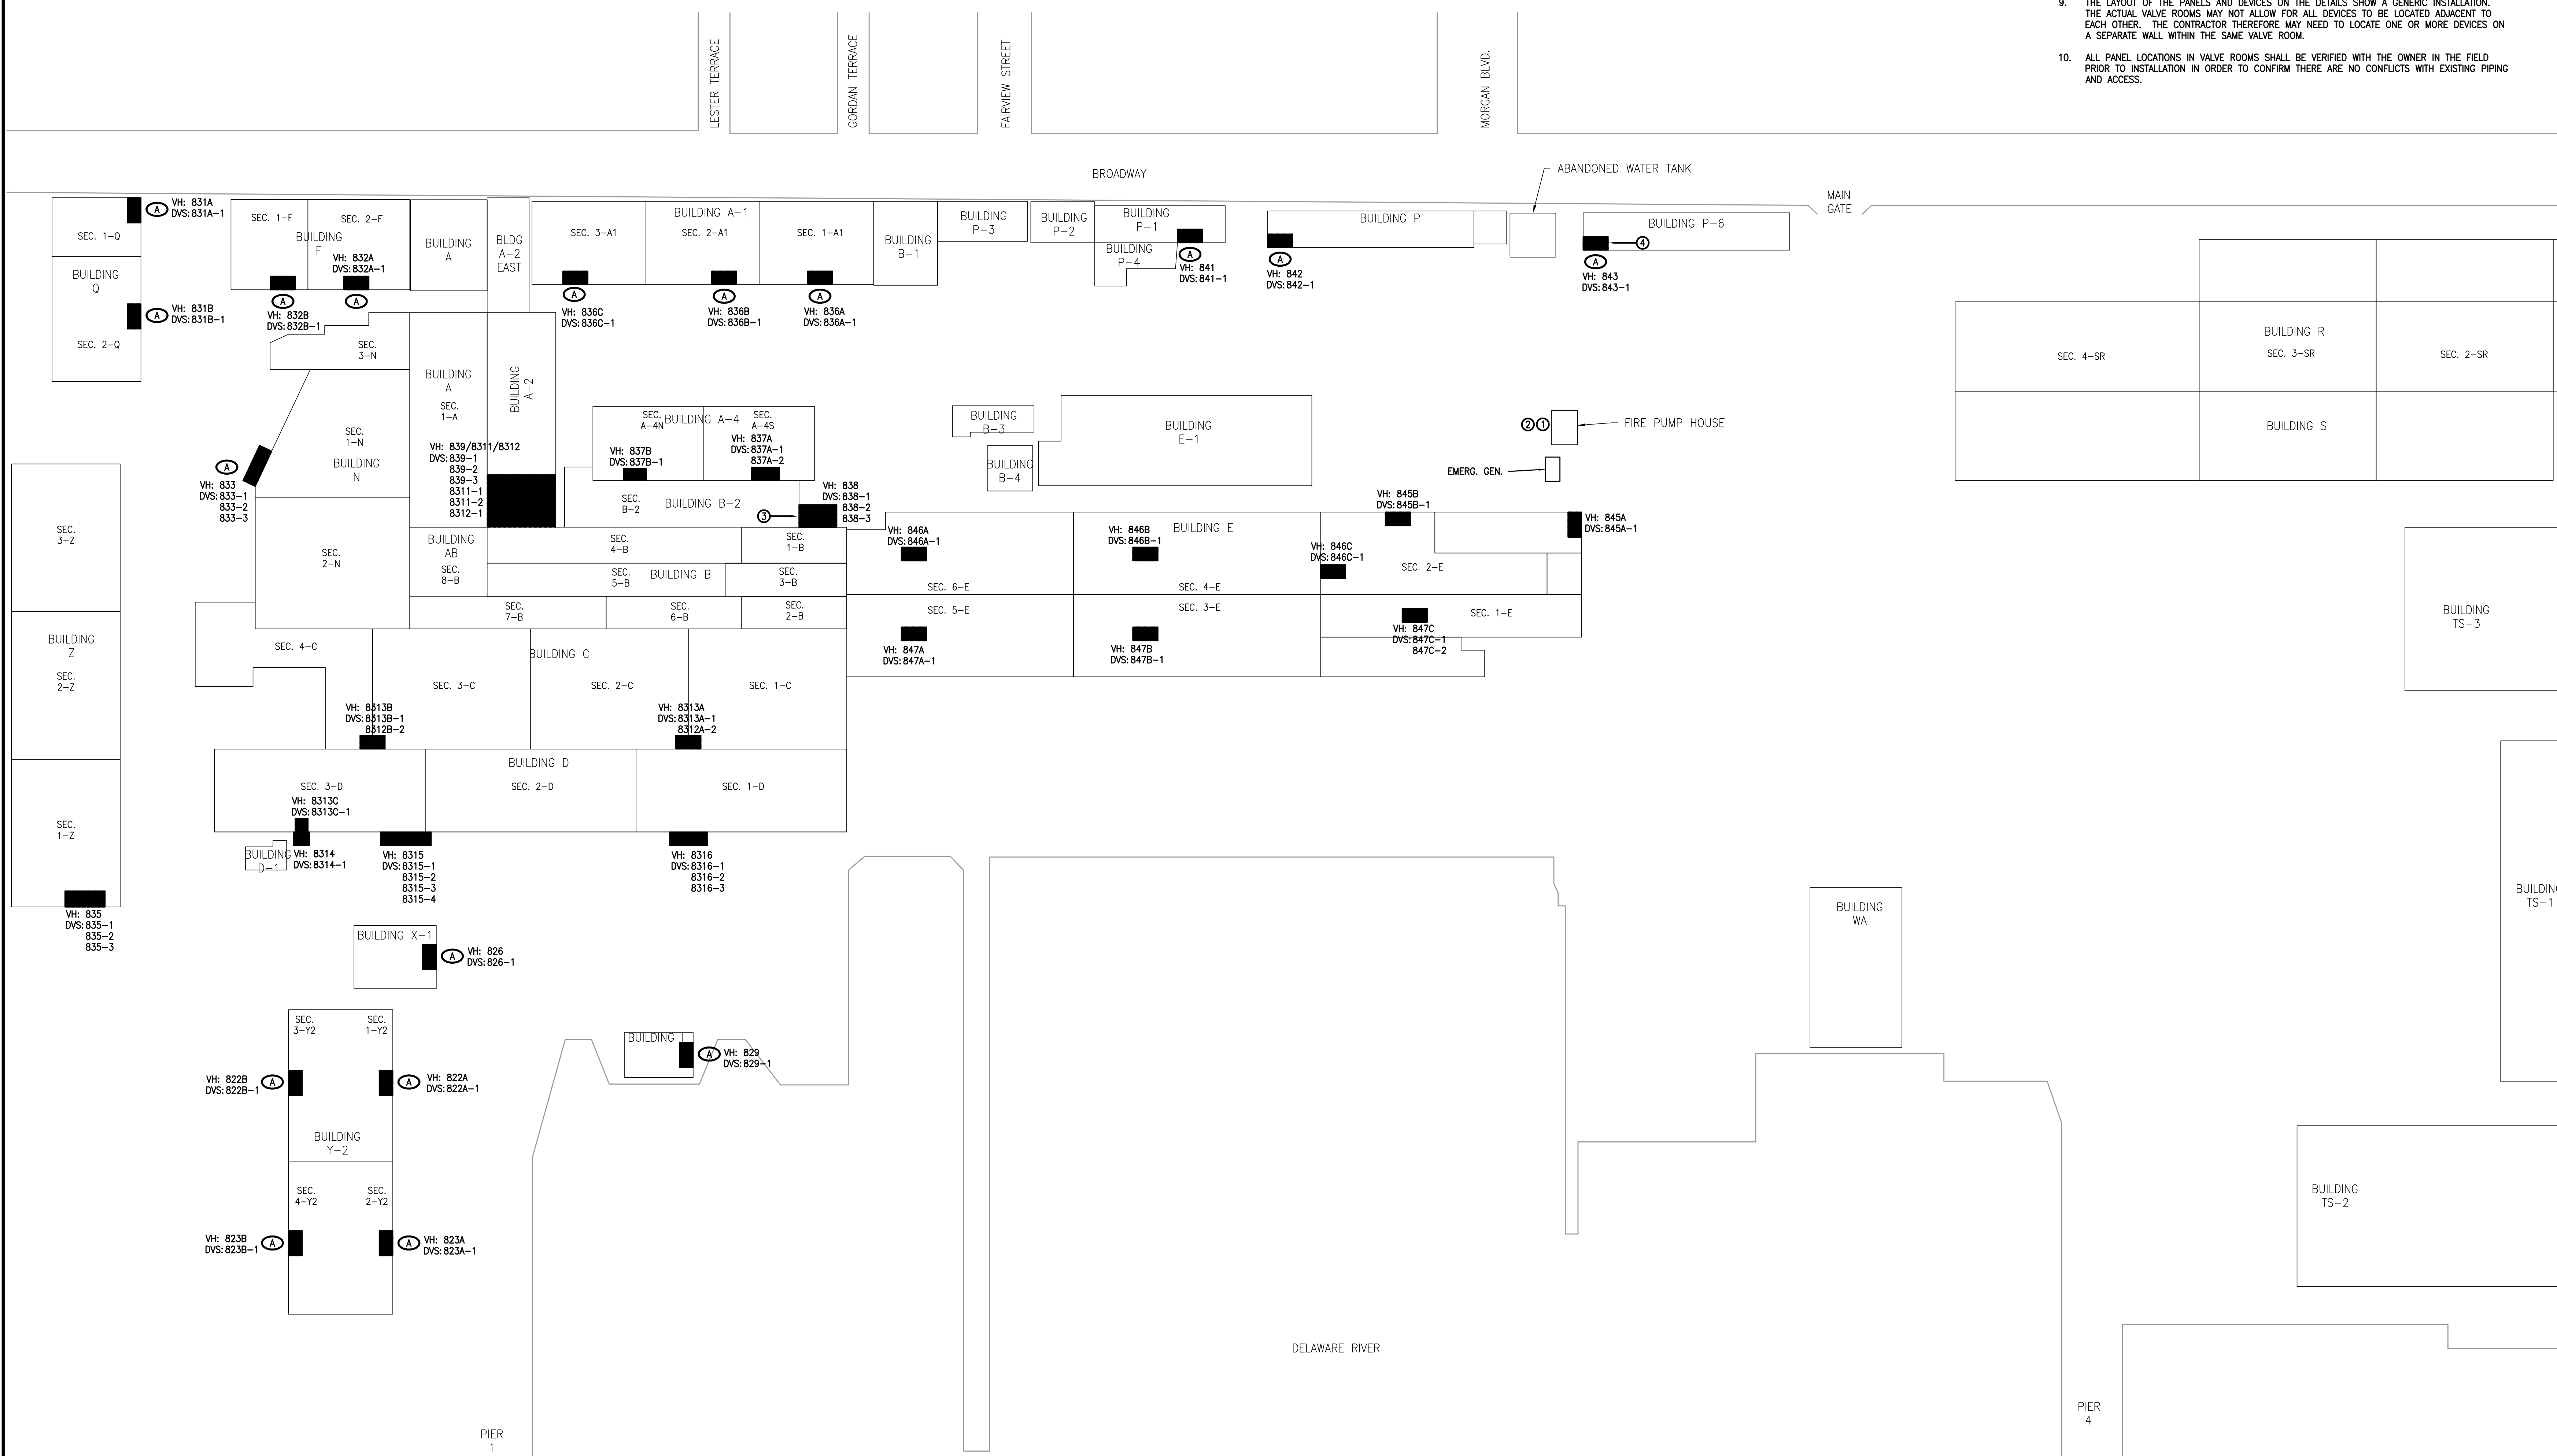 9. THE LAYOUT OF THE PANELS AND DEVICES ON THE DETAILS SHOW A GENERIC INSTALLATION.
THE ACTUAL VALVE ROOMS MAY NOT ALLOW FOR ALL DEVICES TO BE LOCATED ADJACENT TO
EACH OTHER. THE CONTRACTOR THEREFORE MAY NEED TO LOCATE ONE OR MORE DEVICES ON
A SEPARATE WALL WITHIN THE SAME VALVE ROOM.
10. ALL PANEL LOCATIONS IN VALVE ROOMS SHALL BE VERIFIED WITH THE OWNER IN THE FIELD
PRIOR TO INSTALLATION IN ORDER TO CONFIRM THERE ARE NO CONFLICTS WITH EXISTING PIPING
AND ACCESS.
LESTER TERRACE
GORDAN TERRACE
FAIRVIEW STREET
MORGAN BLVD.
BROADWAY
ABANDONED WATER TANK
MAIN
GATE
SEC. 1-Q
A
VH: 831A
DVS: 831A-1
BUILDING
Q
A
VH: 831B
DVS: 831B-1
SEC. 2-Q
SEC. 1-F
SEC. 2-F
BUILDING
F
VH: 832A
DVS: 832A-1
A
A
VH: 832B
DVS: 832B-1
BUILDING
A
BLDG
A-2
EAST
BUILDING A-1
SEC. 3-A1
SEC. 2-A1
SEC. 1-A1
A
VH: 836C
DVS: 836C-1
A
VH: 836B
DVS: 836B-1
A
VH: 836A
DVS: 836A-1
BUILDING
B-1
BUILDING
P-3
BUILDING
P-2
BUILDING
P-1
BUILDING
P-4
A
VH: 841
DVS: 841-1
BUILDING P
A
VH: 842
DVS: 842-1
BUILDING P-6
4
A
VH: 843
DVS: 843-1
BUILDING R
SEC. 4-SR
SEC. 3-SR
SEC. 2-SR
BUILDING S
SEC.
3-N
BUILDING
A
SEC.
1-A
BUILDING
A-2
SEC.
1-N
BUILDING
N
A
VH: 833
DVS: 833-1
833-2
833-3
SEC.
2-N
VH: 839/8311/8312
DVS: 839-1
839-2
839-3
8311-1
8311-2
8312-1
SEC.
A-4N
BUILDING A-4
SEC.
A-4S
VH: 837B
DVS: 837B-1
VH: 837A
DVS: 837A-1
837A-2
SEC.
B-2
BUILDING B-2
3
VH: 838
DVS: 838-1
838-2
838-3
BUILDING
B-3
BUILDING
B-4
BUILDING
E-1
2
1
FIRE PUMP HOUSE
EMERG. GEN.
SEC.
3-Z
BUILDING
Z
SEC.
2-Z
SEC.
1-Z
VH: 835
DVS: 835-1
835-2
835-3
BUILDING
AB
SEC.
8-B
SEC.
4-B
SEC.
1-B
SEC.
5-B
BUILDING B
SEC.
3-B
SEC.
7-B
SEC.
6-B
SEC.
2-B
VH: 846A
DVS: 846A-1
SEC. 6-E
VH: 846B
DVS: 846B-1
BUILDING E
SEC. 4-E
VH: 845B
DVS: 845B-1
VH: 845A
DVS: 845A-1
VH: 846C
DVS: 846C-1
SEC. 2-E
SEC. 5-E
VH: 847A
DVS: 847A-1
SEC. 3-E
VH: 847B
DVS: 847B-1
SEC. 1-E
VH: 847C
DVS: 847C-1
847C-2
BUILDING
TS-3
SEC. 4-C
BUILDING C
SEC. 3-C
SEC. 2-C
SEC. 1-C
VH: 8313B
DVS: 8313B-1
8312B-2
VH: 8313A
DVS: 8313A-1
8312A-2
BUILDING D
SEC. 3-D
SEC. 2-D
SEC. 1-D
VH: 8313C
DVS: 8313C-1
BUILDING
D-1
VH: 8314
DVS: 8314-1
VH: 8315
DVS: 8315-1
8315-2
8315-3
8315-4
VH: 8316
DVS: 8316-1
8316-2
8316-3
BUILDING X-1
A
VH: 826
DVS: 826-1
BUILDING
WA
BUILDING
TS-1
SEC.
3-Y2
SEC.
1-Y2
VH: 822B
DVS: 822B-1
A
A
VH: 822A
DVS: 822A-1
BUILDING
Y-2
SEC.
4-Y2
SEC.
2-Y2
VH: 823B
DVS: 823B-1
A
A
VH: 823A
DVS: 823A-1
BUILDING
A
VH: 829
DVS: 829-1
BUILDING
TS-2
DELAWARE RIVER
PIER
1
PIER
4